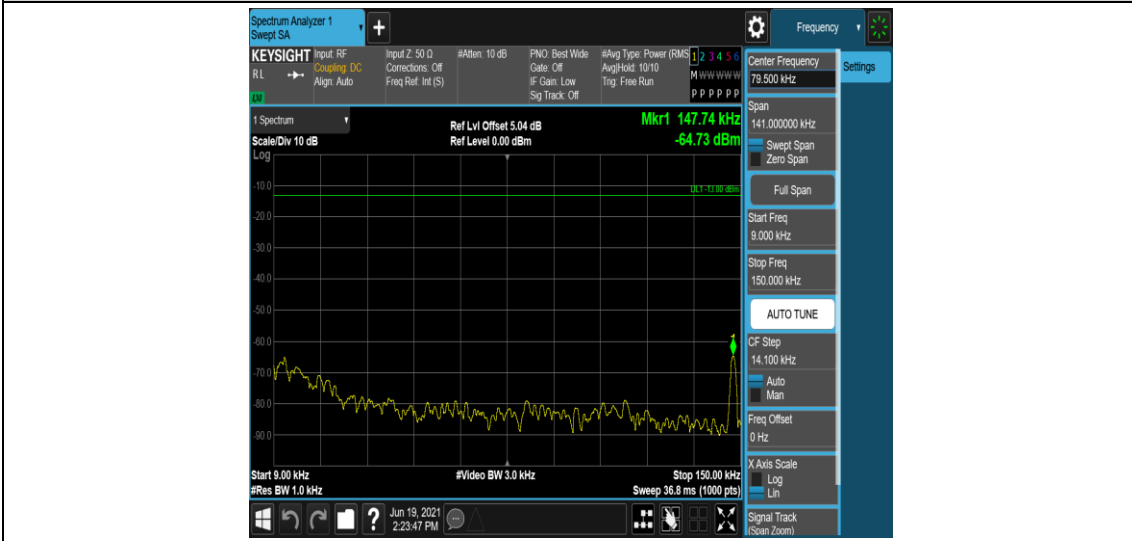 Spectrum Analyzer 1
Swept SA
Frequency
KEYSIGHT
RL
LNI
Input: RF
Coupling: DC
Align: Auto
Input Z: 50 Ω
Corrections: Off
Freq Ref: Int (S)
#Atten: 10 dB
PNO: Best Wide
Gate: Off
IF Gain: Low
Sig Track: Off
#Avg Type: Power (RMS
Avg|Hold: 10/10
Trig: Free Run
1 2 3 4 5 6
M W W W W W
P P P P P P
1 Spectrum
Scale/Div 10 dB
Log
Ref Lvl Offset 5.04 dB
Ref Level 0.00 dBm
Mkr1 147.74 kHz
-64.73 dBm
DL1 -13.00 dBm
-10.0
-20.0
-30.0
-40.0
-50.0
-60.0
-70.0
-80.0
-90.0
1
Start 9.00 kHz
#Res BW 1.0 kHz
#Video BW 3.0 kHz
Stop 150.00 kHz
Sweep 36.8 ms (1000 pts)
Jun 19, 2021
2:23:47 PM
Center Frequency
79.500 kHz
Span
141.000000 kHz
Swept Span
Zero Span
Full Span
Start Freq
9.000 kHz
Stop Freq
150.000 kHz
AUTO TUNE
CF Step
14.100 kHz
Auto
Man
Freq Offset
0 Hz
X Axis Scale
Log
Lin
Signal Track
(Span Zoom)
Settings